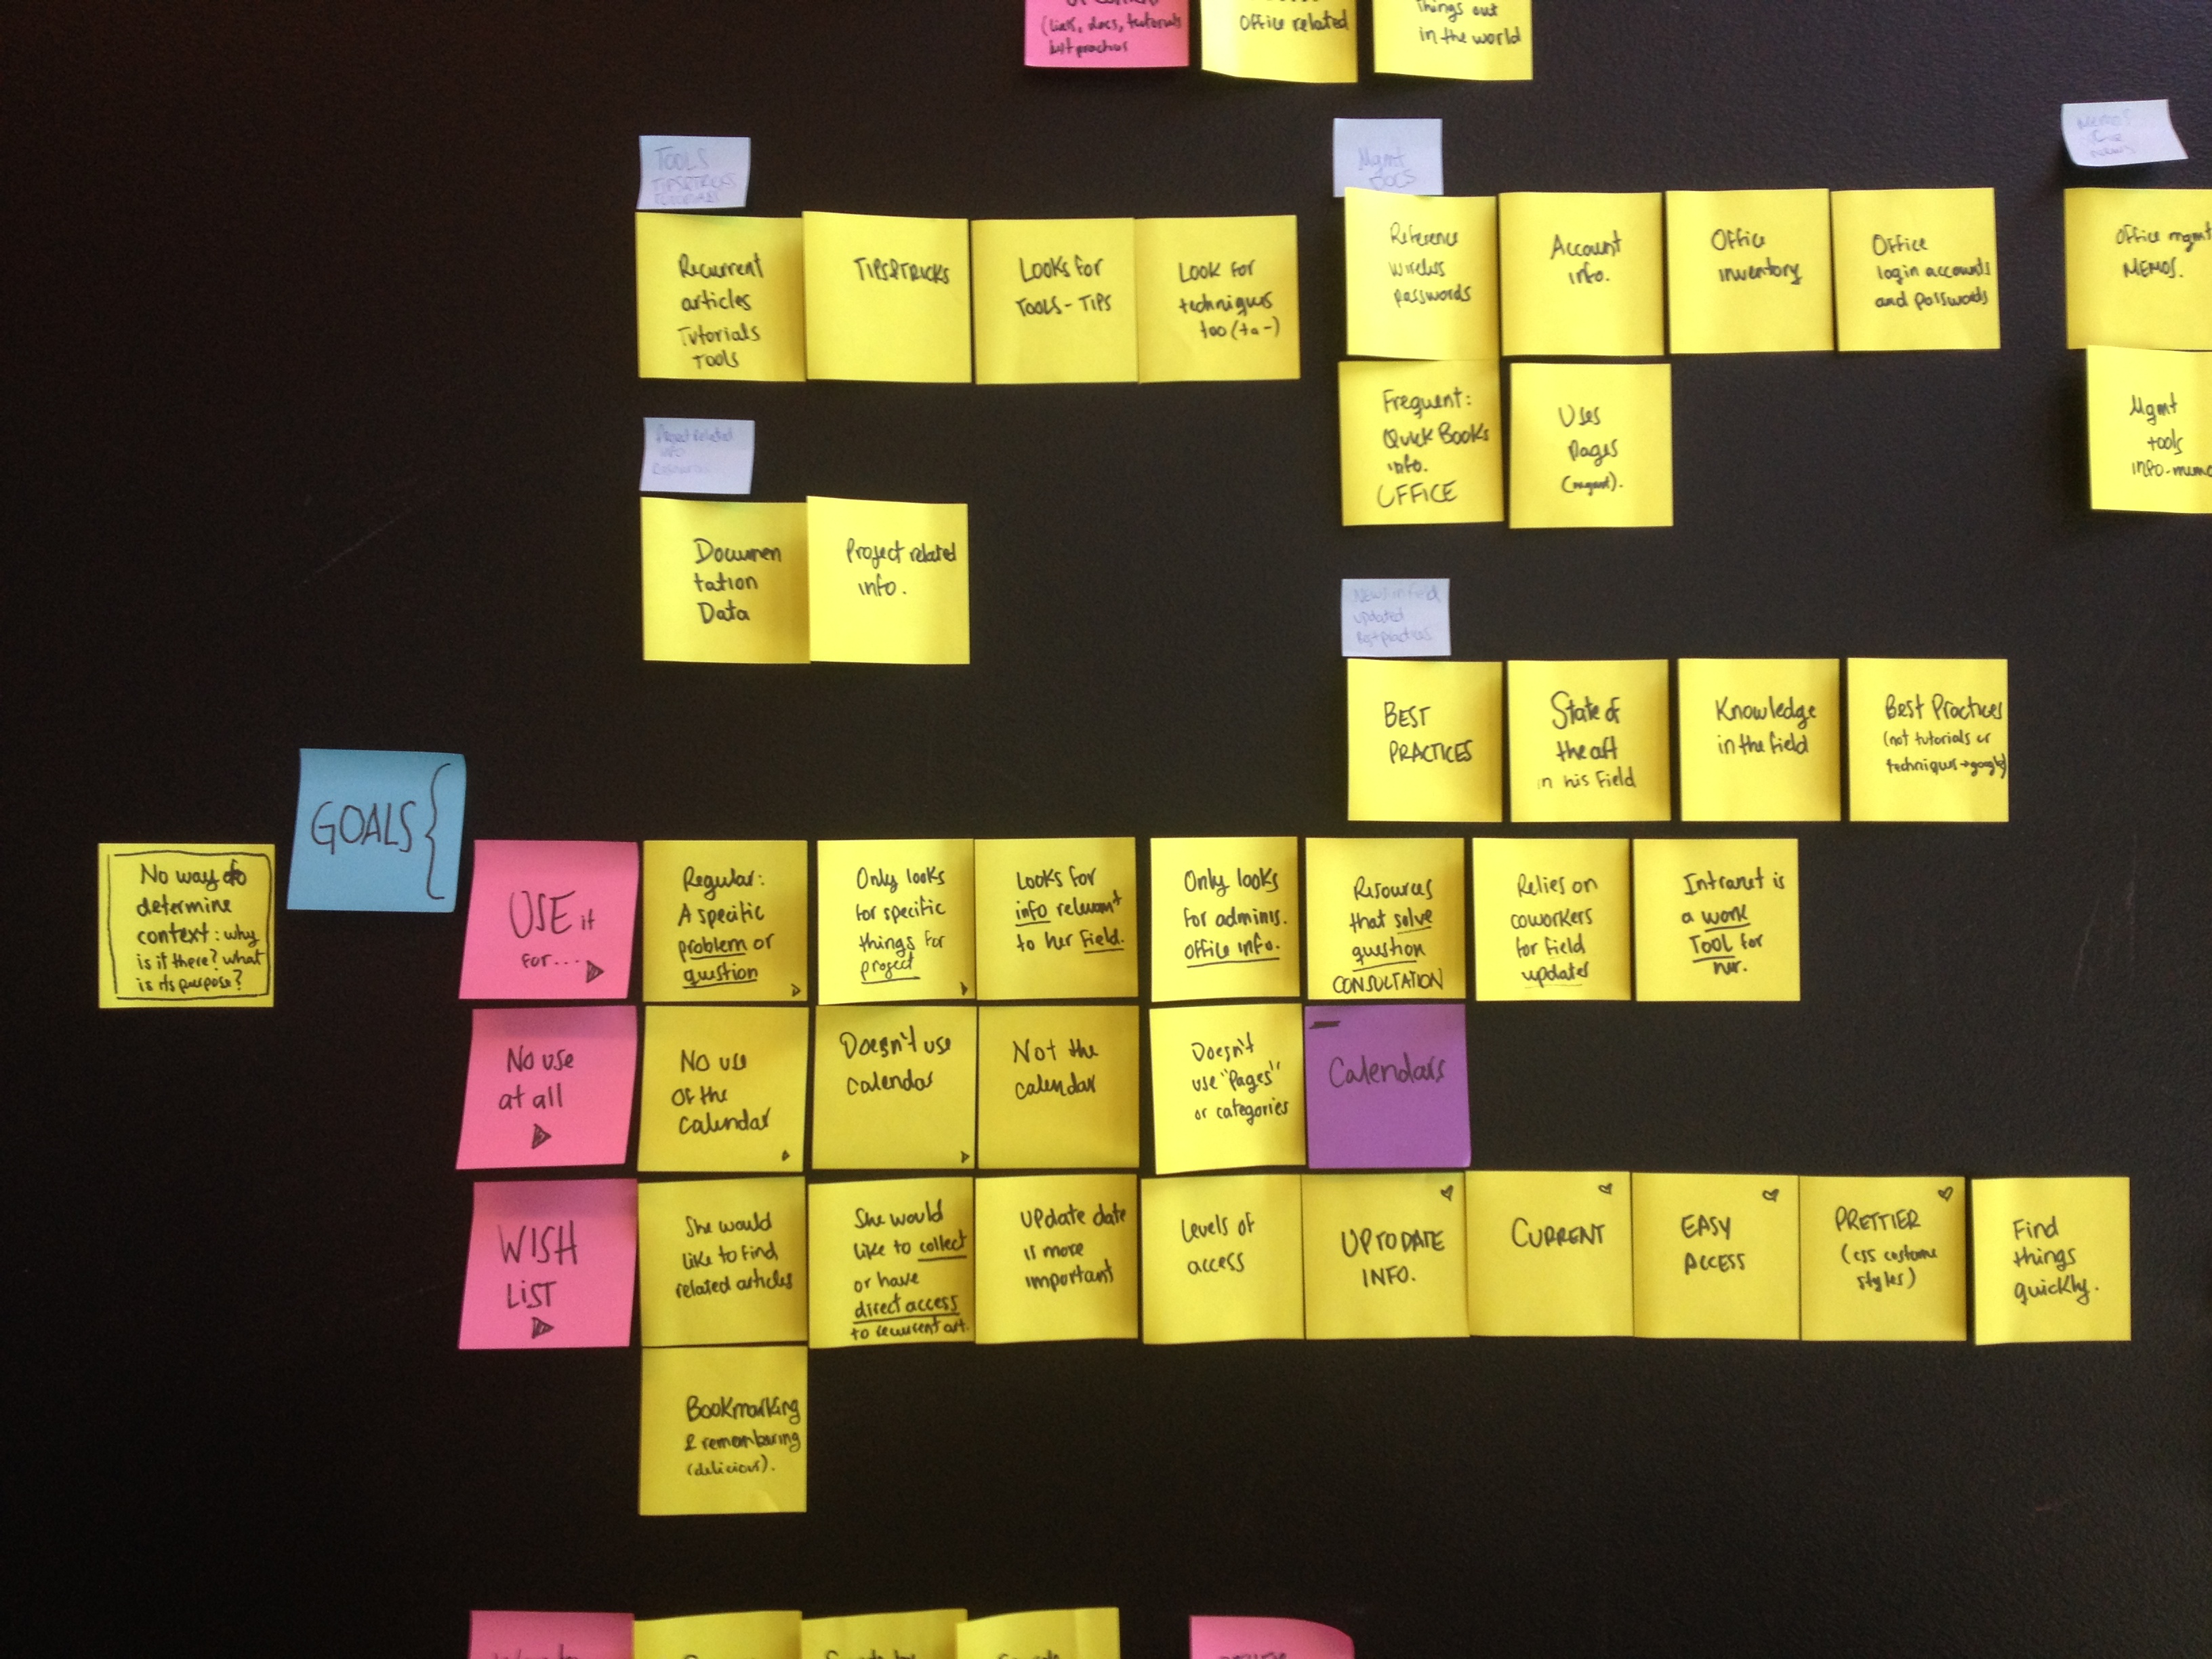 (links, docs, tutorials
best practices
Office related
things out
in the world
TOOLS
TIPS&TRICKS
TUTORIALS
Recurrent
articles
Tutorials
TOOLS
TIPS&TRICKS
Looks for
TOOLS - TIPS
Look for
techniques
too (ta-)
Mgmt
DOCS
Reference
wireless
passwords
Account
info.
Office
inventory
Office
login accounts
and passwords
Frequent:
QuickBooks
info.
OFFICE
Uses
Pages
(mgmt).
MEMOS
NEWS
Office mgmt
MEMOS.
Mgmt
tools
info-memo
Project Related
INFO
Resources
Documen
tation
Data
Project related
info.
NEWS in field
updated
Best practices
BEST
PRACTICES
State of
the art
in his Field
Knowledge
in the field
Best Practices
(not tutorials or
techniques→google)
No way to
determine
context: why
is it there? what
is its purpose?
GOALS {
USE it
FOR...
Regular:
A specific
problem or
question
Only looks
for specific
things for
project
Looks for
info relevant
to her Field.
Only looks
for adminis.
office info.
Resources
that solve
question
CONSULTATION
Relies on
coworkers
for field
updates
Intranet is
a work
TOOL for
her.
No use
at all
No use
of the
calendar
Doesn't use
calendar
Not the
calendar
Doesn't
use "Pages"
or categories
Calendars
WISH
LIST
She would
like to find
related articles
She would
like to collect
or have
direct access
to recurrent art.
Update date
is more
important
Levels of
access
UP TO DATE
INFO.
CURRENT
EASY
ACCESS
PRETTIER
(css custome
styles)
Find
things
quickly.
Bookmarking
& remembering
(delicious).